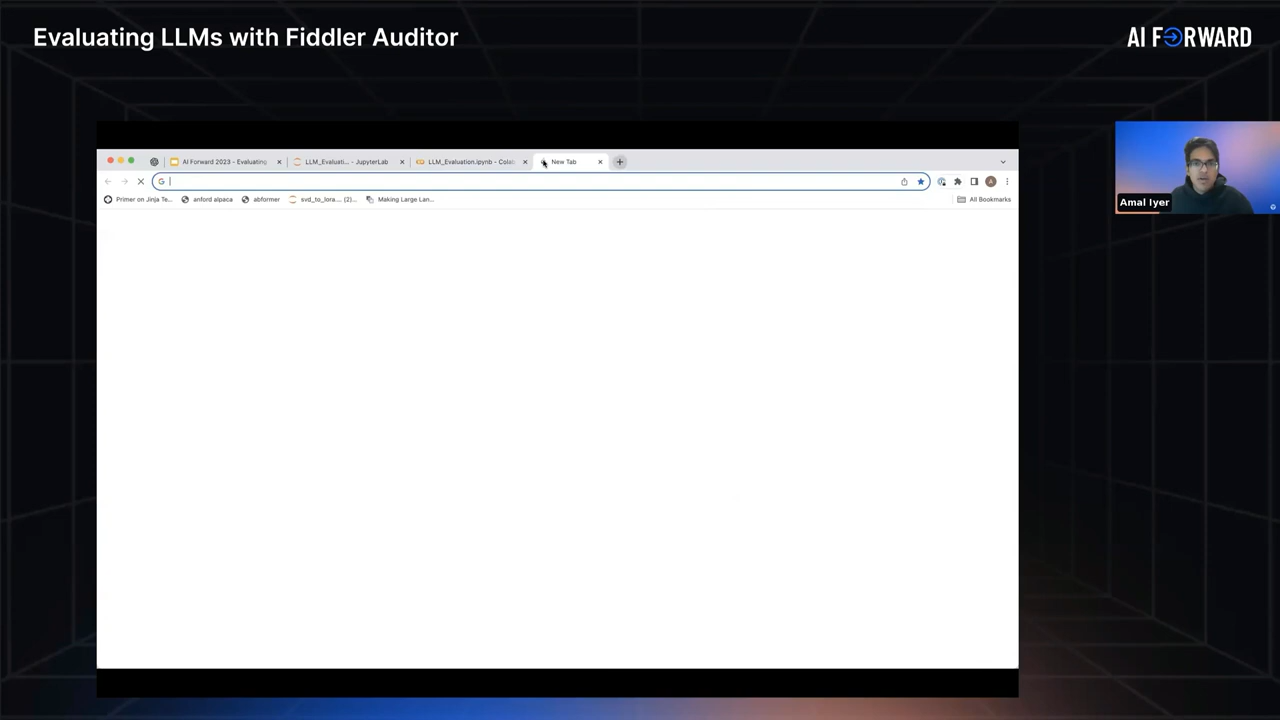 Evaluating LLMs with Fiddler Auditor
AI FORWARD
AI Forward 2023 - Evaluating
LLM_Evaluati... - JupyterLab
LLM_Evaluation.ipynb - Colab
New Tab
Primer on Jinja Te...
anford alpaca
abformer
svd_to_lora.... (2)...
Making Large Lan...
All Bookmarks
Amal Iyer